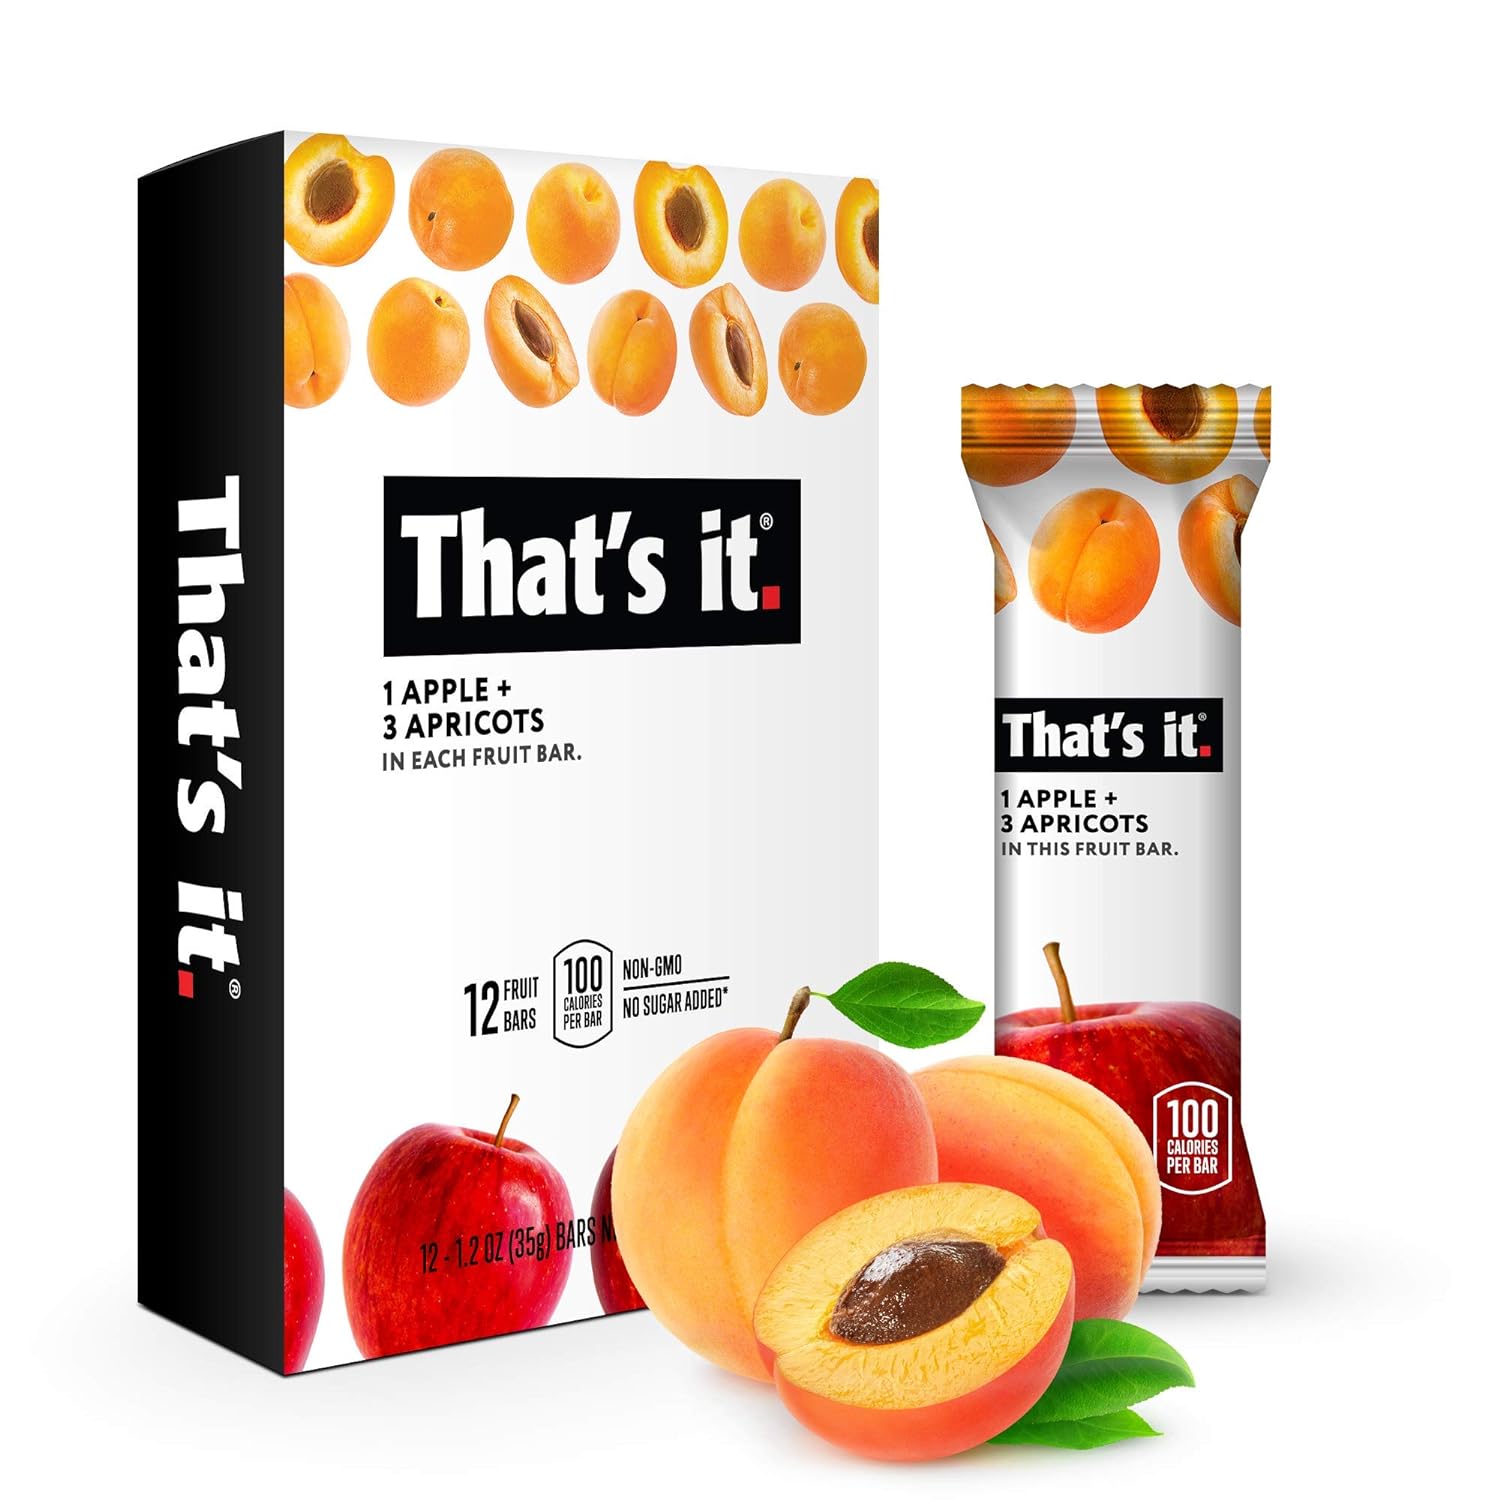 That's it.®
That's it.®
1 APPLE +
3 APRICOTS
IN EACH FRUIT BAR.
12 FRUIT
BARS
100
CALORIES
PER BAR
NON-GMO
NO SUGAR ADDED*
12 - 1.2 OZ (35g) BARS
That's it.®
1 APPLE +
3 APRICOTS
IN THIS FRUIT BAR.
100
CALORIES
PER BAR